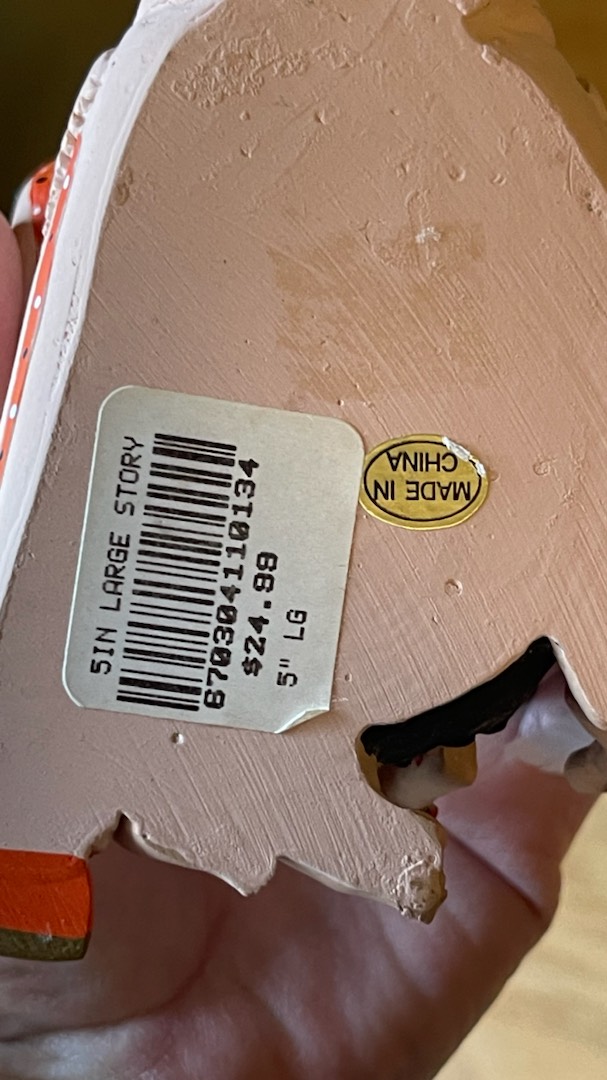 5IN LARGE STORY
870304110134
$24.99
5" LG
MADE IN
CHINA